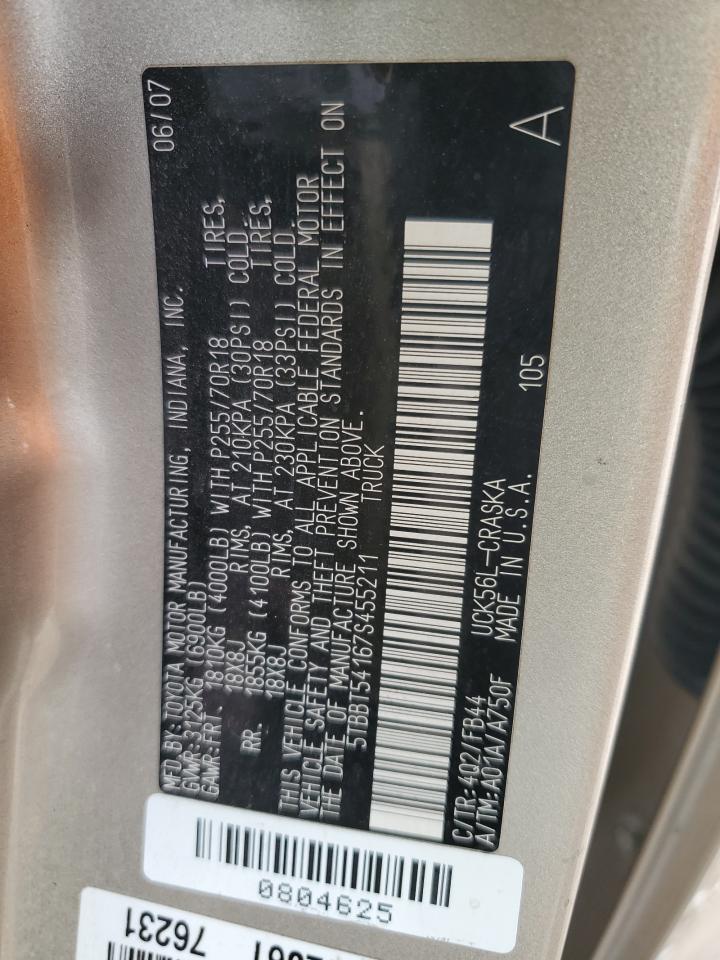 MFD BY: TOYOTA MOTOR MANUFACTURING, INDIANA, INC. 06/07
GVWR: 3125KG (6900LB)
GAWR: FRT. 1810KG (4000LB) WITH P255/70R18 TIRES,
18X8J RIMS, AT 210KPA (30PSI) COLD.
RR. 1855KG (4100LB) WITH P255/70R18 TIRES,
18X8J RIMS, AT 230KPA (33PSI) COLD.
THIS VEHICLE CONFORMS TO ALL APPLICABLE FEDERAL MOTOR
VEHICLE SAFETY AND THEFT PREVENTION STANDARDS IN EFFECT ON
THE DATE OF MANUFACTURE SHOWN ABOVE.
5TBBT54167S455211 TRUCK
C/TR: 4Q2/FB44 UCK56L-CRASKA
A/TM: A01A/A750F MADE IN U.S.A. 105 A
0804625
76231